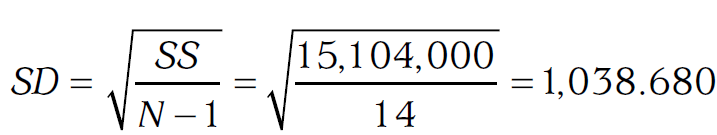 SD = √(SS / (N – 1)) = √(15,104,000 / 14) = 1,038.680